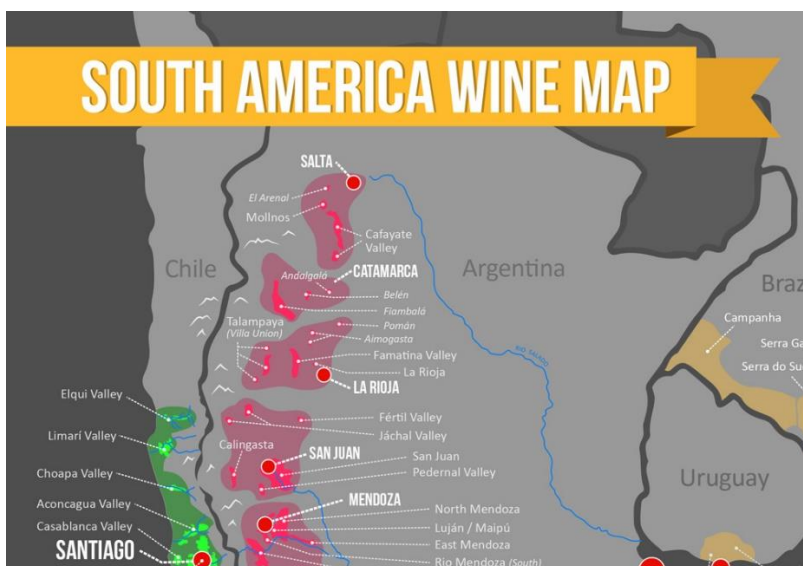 SOUTH AMERICA WINE MAP
SALTA
El Arenal
Mollnos
Cafayate
Valley
Chile
Argentina
CATAMARCA
Andalgalá
Belén
Fiambalá
Braz
Talampaya
(Villa Union)
Pomán
Aimogasta
Campanha
Famatina Valley
La Rioja
LA RIOJA
RIO SALADO
Serra Ga
Serra do Su
Elqui Valley
Limarí Valley
Choapa Valley
Aconcagua Valley
Casablanca Valley
SANTIAGO
Fértil Valley
Jáchal Valley
Calingasta
SAN JUAN
San Juan
Pedernal Valley
Uruguay
MENDOZA
North Mendoza
Luján / Maipú
East Mendoza
Rio Mendoza (South)